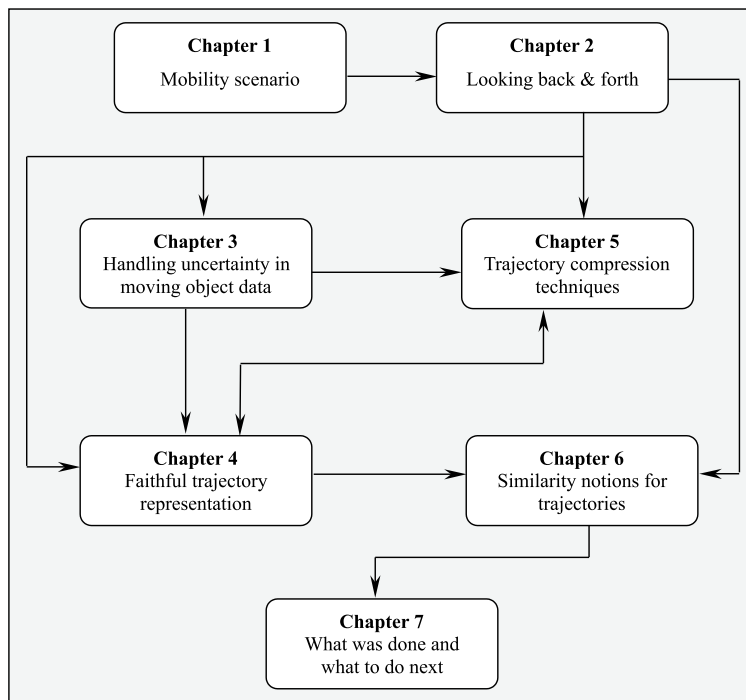 Chapter 1
Mobility scenario
Chapter 2
Looking back & forth
Chapter 3
Handling uncertainty in
moving object data
Chapter 5
Trajectory compression
techniques
Chapter 4
Faithful trajectory
representation
Chapter 6
Similarity notions for
trajectories
Chapter 7
What was done and
what to do next